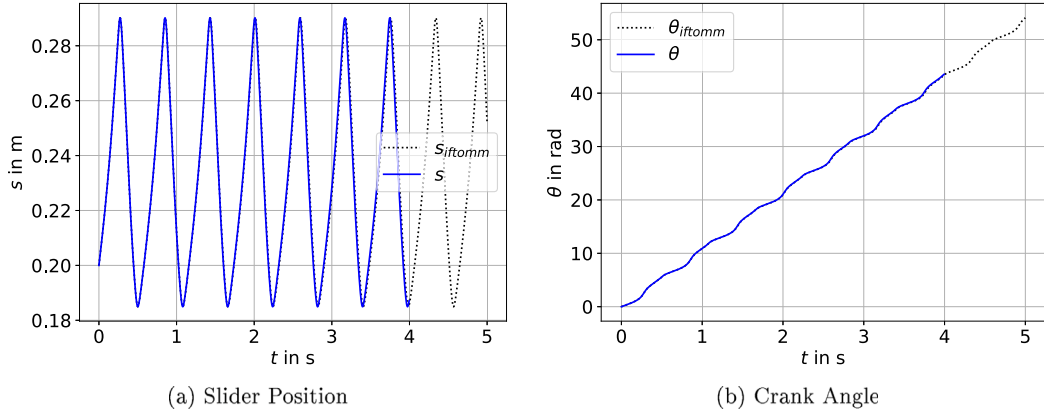 0.28
0.26
0.24
0.22
0.20
0.18
s in m
s_iftomm
s
0 1 2 3 4 5
t in s
(a) Slider Position
50
40
30
20
10
0
θ in rad
θ_iftomm
θ
0 1 2 3 4 5
t in s
(b) Crank Angle